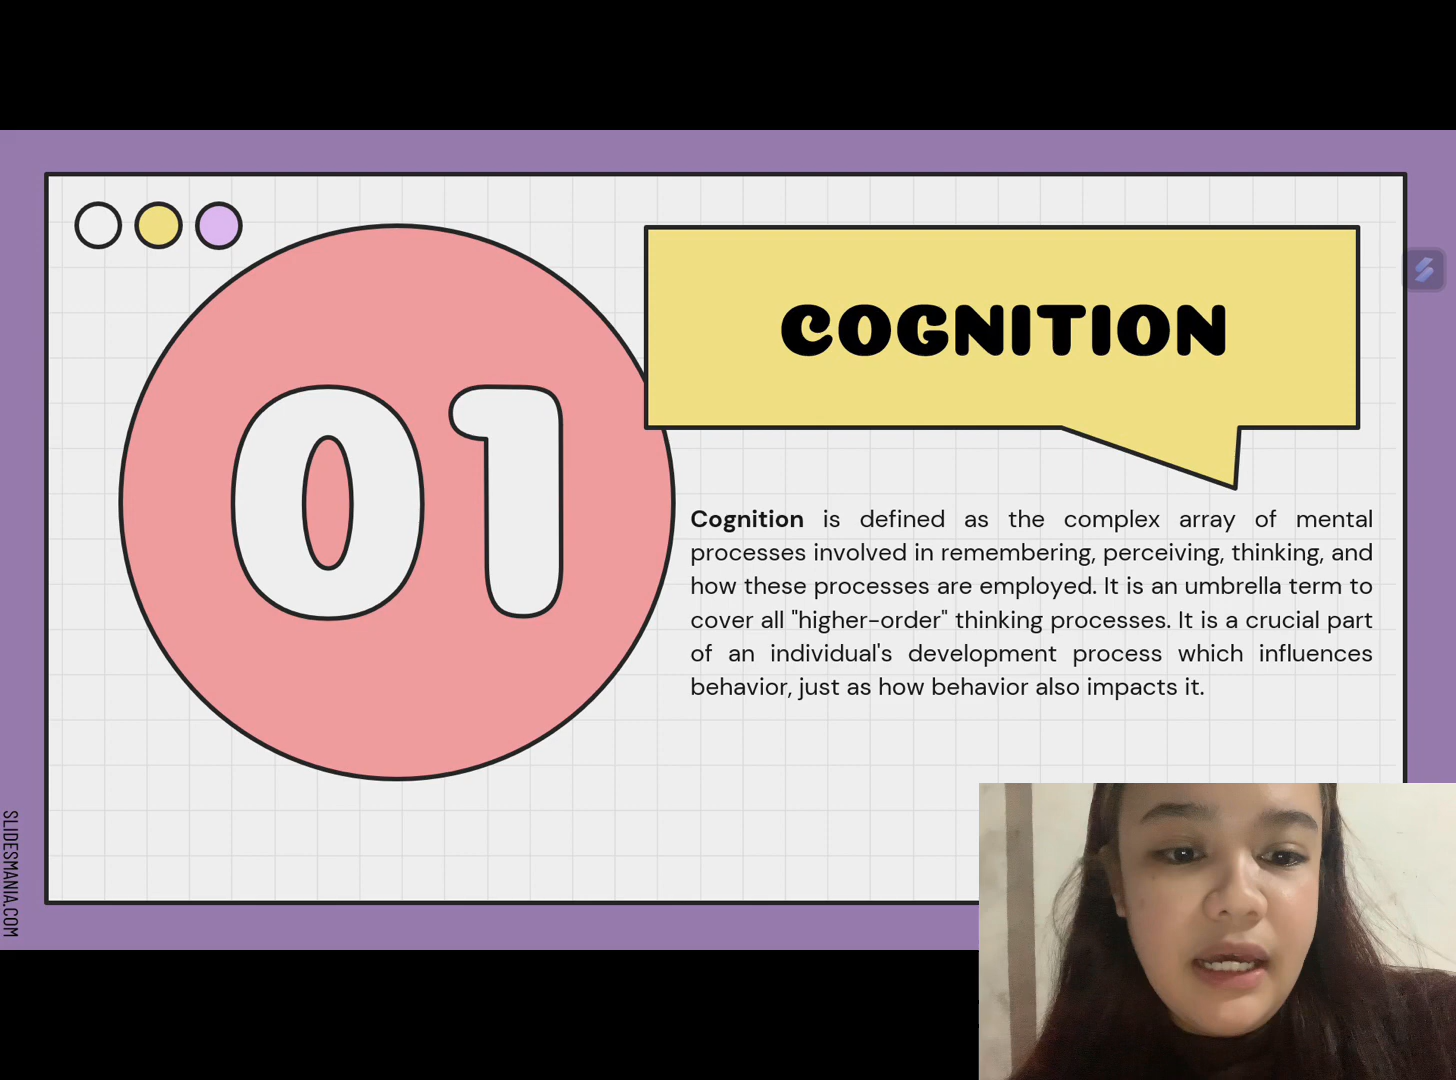 01
COGNITION
Cognition is defined as the complex array of mental
processes involved in remembering, perceiving, thinking, and
how these processes are employed. It is an umbrella term to
cover all "higher-order" thinking processes. It is a crucial part
of an individual's development process which influences
behavior, just as how behavior also impacts it.
SLIDESMANIA.COM